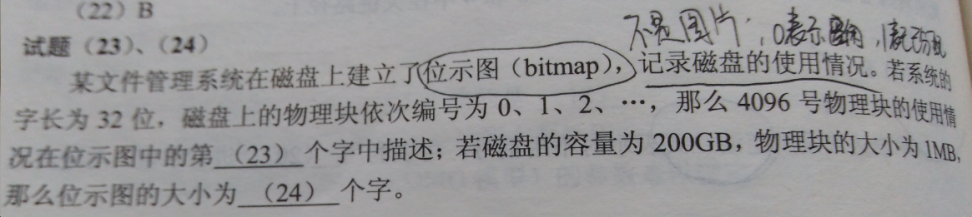 （22）B
不是图片，0表示空闲，1表示占用
试题（23）、（24）
某文件管理系统在磁盘上建立了位示图（bitmap），记录磁盘的使用情况。若系统的
字长为 32 位，磁盘上的物理块依次编号为 0、1、2、…，那么 4096 号物理块的使用情
况在位示图中的第 （23） 个字中描述；若磁盘的容量为 200GB，物理块的大小为 1MB，
那么位示图的大小为 （24） 个字。